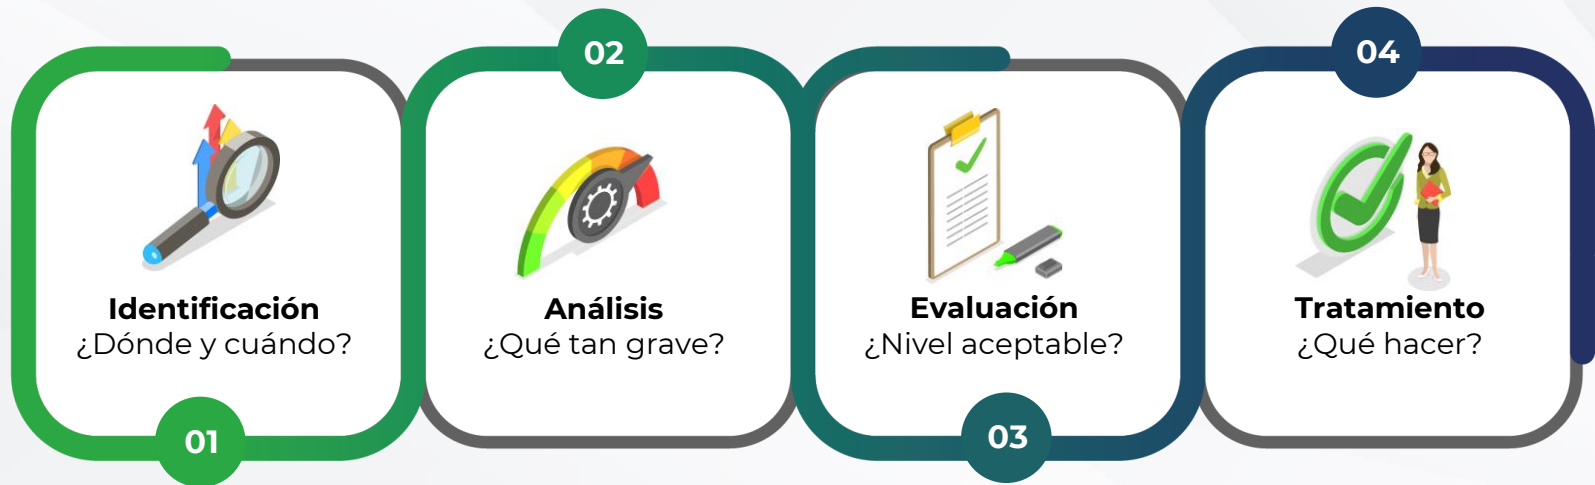 01
Identificación
¿Dónde y cuándo?
02
Análisis
¿Qué tan grave?
03
Evaluación
¿Nivel aceptable?
04
Tratamiento
¿Qué hacer?